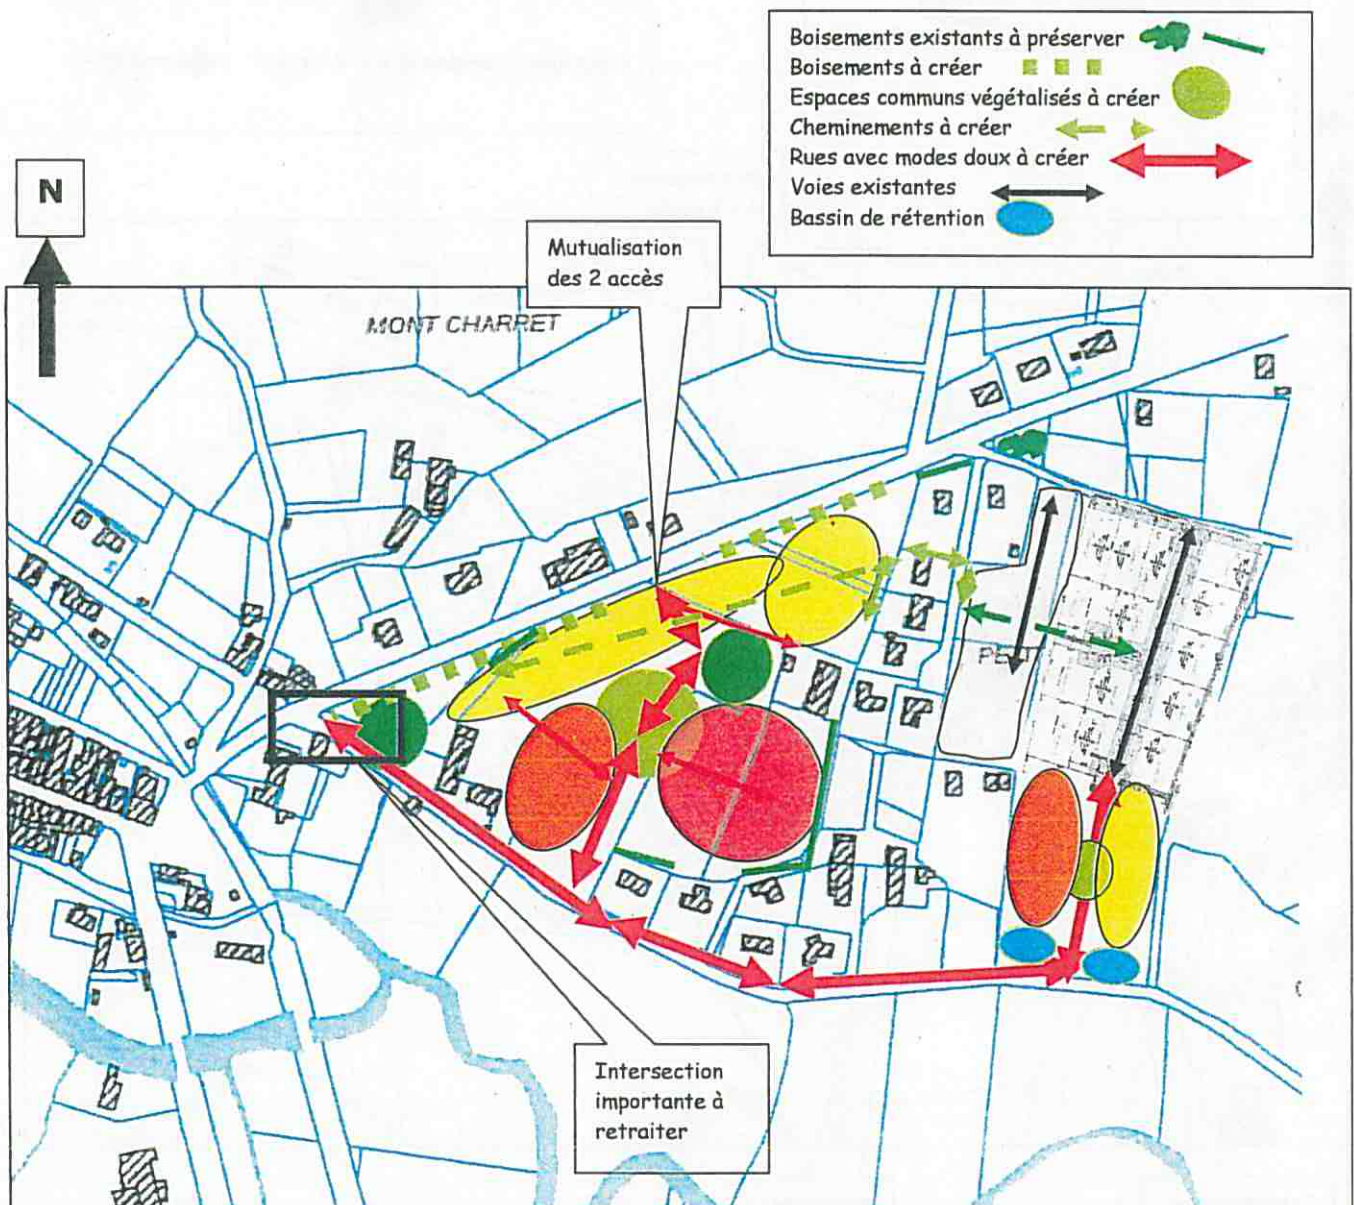 Boisements existants à préserver
Boisements à créer
Espaces communs végétalisés à créer
Cheminements à créer
Rues avec modes doux à créer
Voies existantes
Bassin de rétention
N
Mutualisation
des 2 accès
MONT CHARRET
Intersection
importante à
retraiter